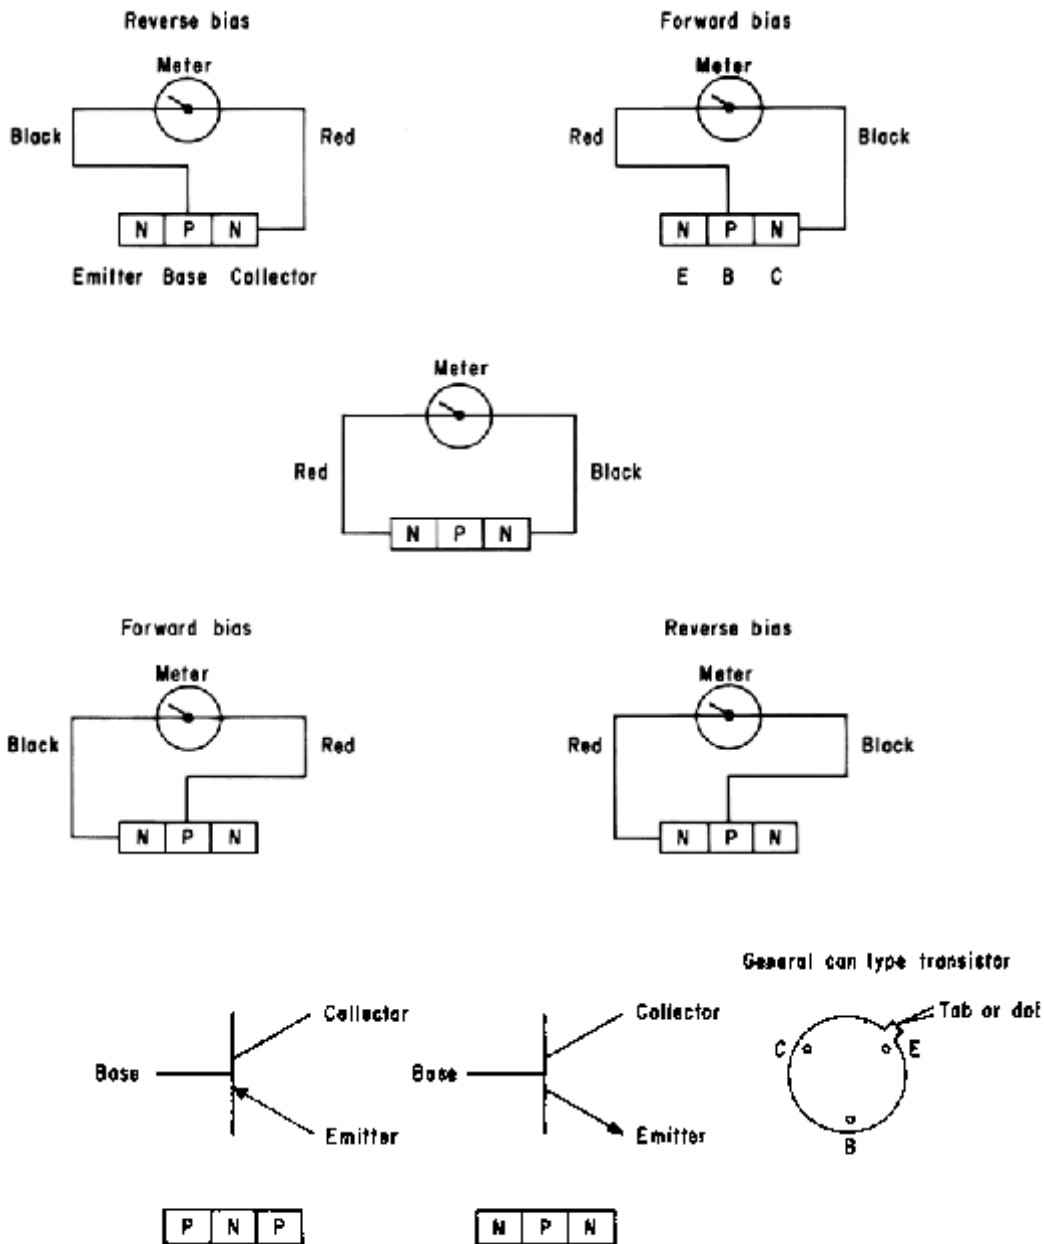 Reverse bias
Forward bias
Meter
Meter
Black
Red
Red
Black
N P N
N P N
Emitter Base Collector
E B C
Meter
Red
Black
N P N
Forward bias
Reverse bias
Meter
Meter
Black
Red
Red
Black
N P N
N P N
General can type transistor
Collector
Collector
Tab or dot
C
E
Base
Base
Emitter
Emitter
B
P N P
N P N